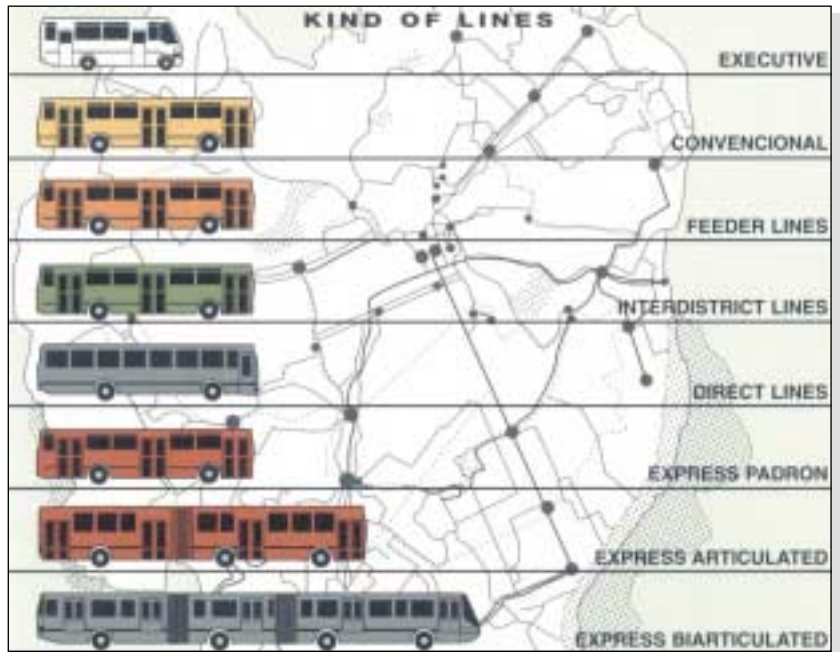 KIND OF LINES
EXECUTIVE
CONVENCIONAL
FEEDER LINES
INTERDISTRICT LINES
DIRECT LINES
EXPRESS PADRON
EXPRESS ARTICULATED
EXPRESS BIARTICULATED